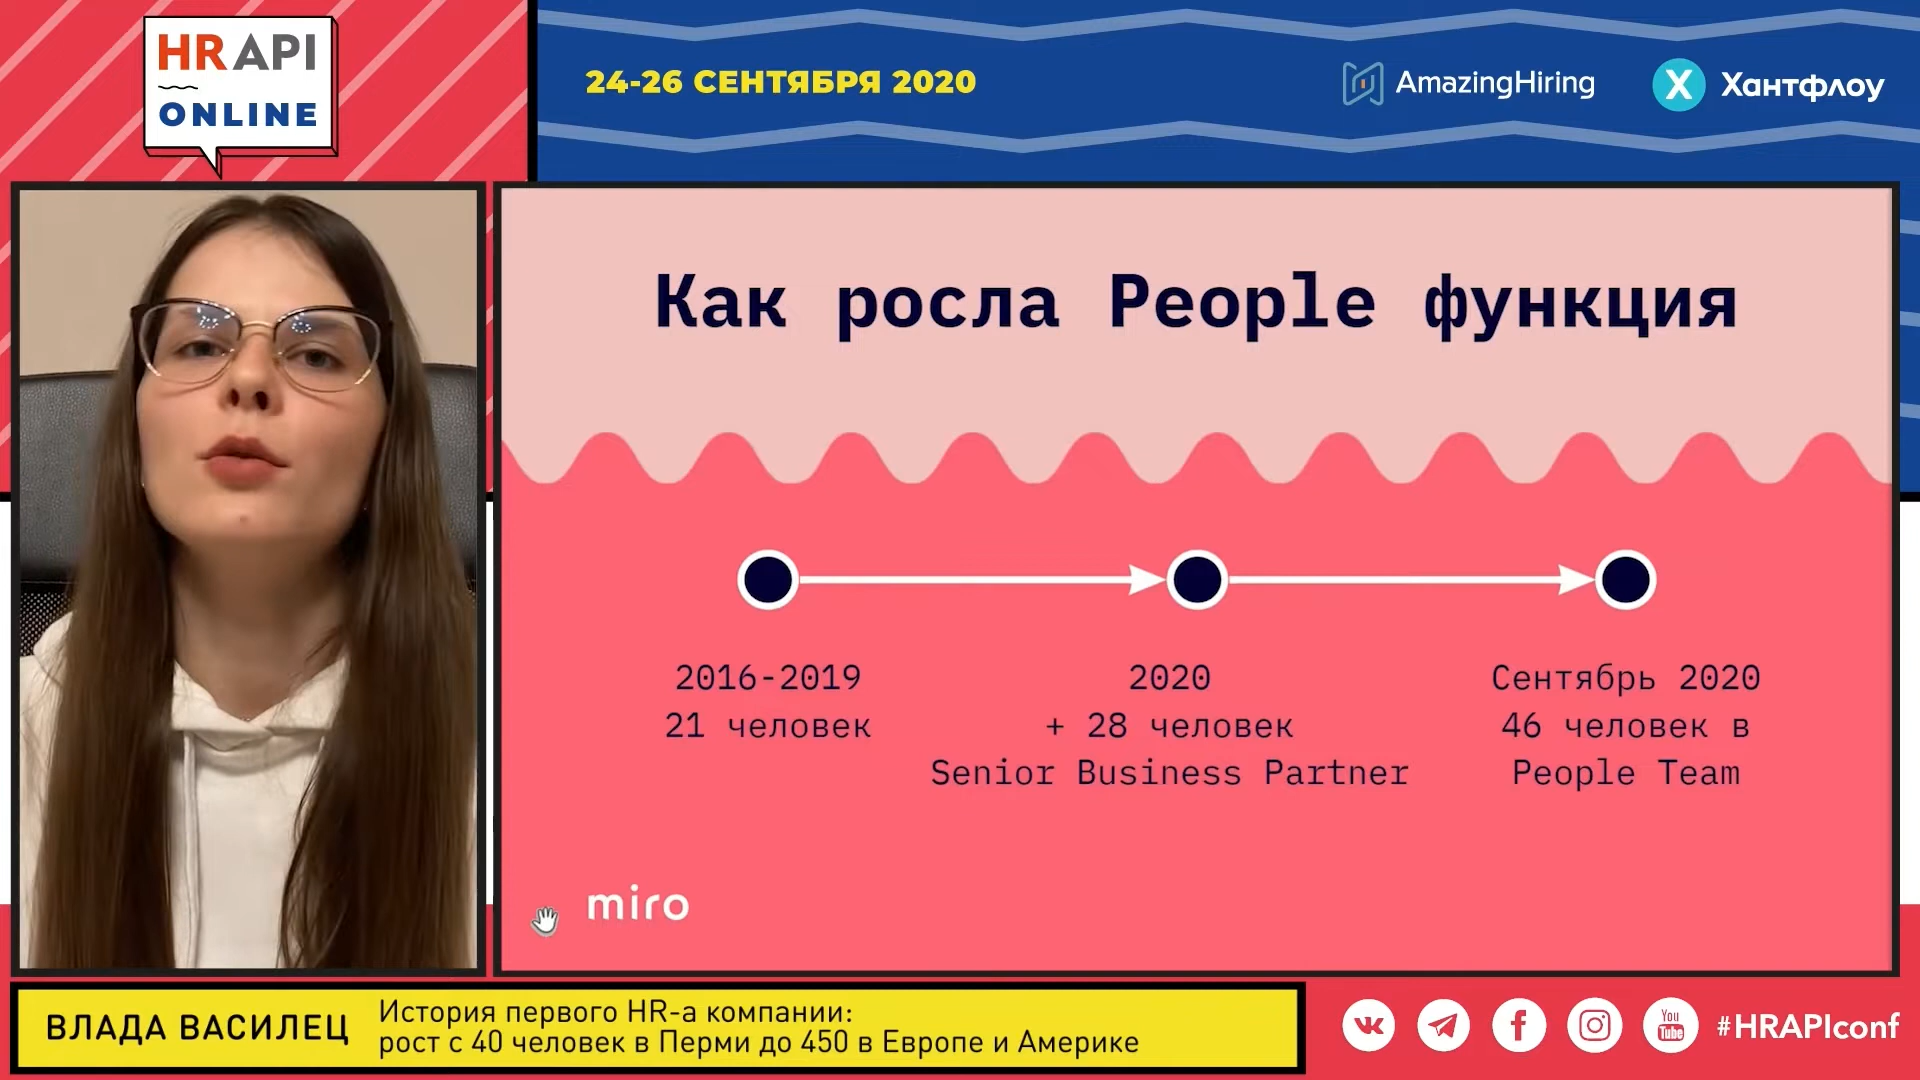 HR API
ONLINE
24-26 СЕНТЯБРЯ 2020
AmazingHiring
X Хантфлоу
Как росла People функция
2016-2019
21 человек
2020
+ 28 человек
Senior Business Partner
Сентябрь 2020
46 человек в
People Team
miro
ВЛАДА ВАСИЛЕЦ
История первого HR-а компании:
рост с 40 человек в Перми до 450 в Европе и Америке
You
Tube
#HRAPIconf